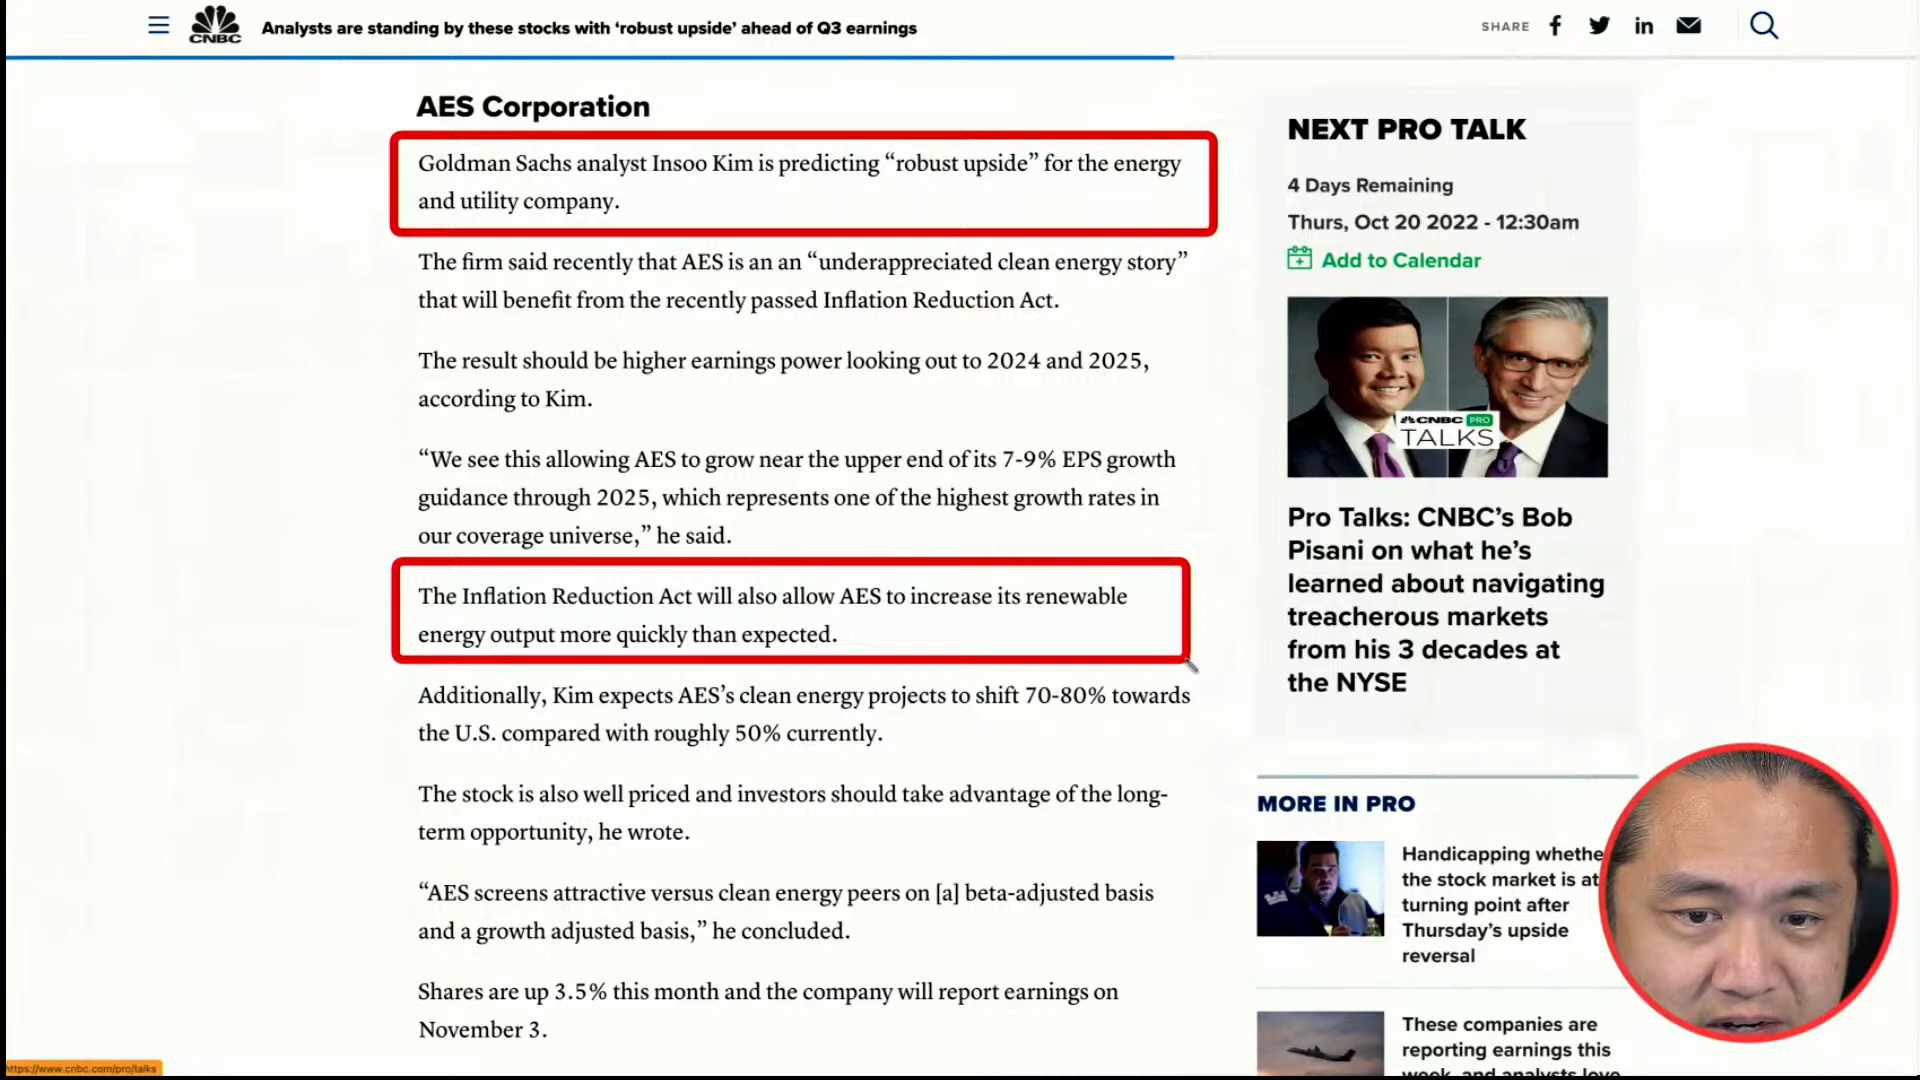 CNBC
Analysts are standing by these stocks with ‘robust upside’ ahead of Q3 earnings
SHARE
AES Corporation
Goldman Sachs analyst Insoo Kim is predicting “robust upside” for the energy
and utility company.
The firm said recently that AES is an an “underappreciated clean energy story”
that will benefit from the recently passed Inflation Reduction Act.
The result should be higher earnings power looking out to 2024 and 2025,
according to Kim.
“We see this allowing AES to grow near the upper end of its 7-9% EPS growth
guidance through 2025, which represents one of the highest growth rates in
our coverage universe,” he said.
The Inflation Reduction Act will also allow AES to increase its renewable
energy output more quickly than expected.
Additionally, Kim expects AES’s clean energy projects to shift 70-80% towards
the U.S. compared with roughly 50% currently.
The stock is also well priced and investors should take advantage of the long-
term opportunity, he wrote.
“AES screens attractive versus clean energy peers on [a] beta-adjusted basis
and a growth adjusted basis,” he concluded.
Shares are up 3.5% this month and the company will report earnings on
November 3.
NEXT PRO TALK
4 Days Remaining
Thurs, Oct 20 2022 - 12:30am
Add to Calendar
CNBC PRO
TALKS
Pro Talks: CNBC’s Bob
Pisani on what he’s
learned about navigating
treacherous markets
from his 3 decades at
the NYSE
MORE IN PRO
Handicapping whethe
the stock market is at
turning point after
Thursday’s upside
reversal
These companies are
reporting earnings this
week, and analysts love
https://www.cnbc.com/pro/talks